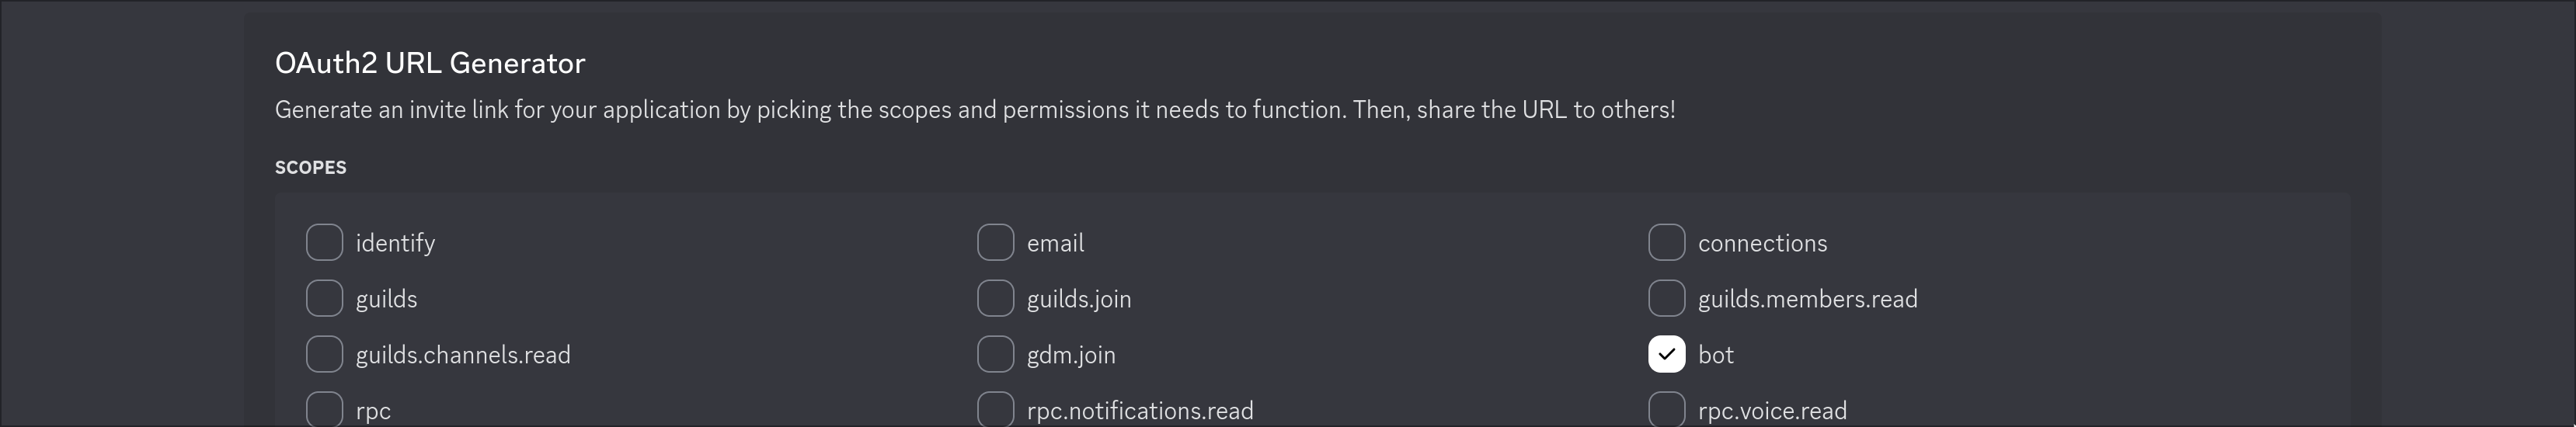 OAuth2 URL Generator
Generate an invite link for your application by picking the scopes and permissions it needs to function. Then, share the URL to others!
SCOPES
identify
email
connections
guilds
guilds.join
guilds.members.read
guilds.channels.read
gdm.join
bot
rpc
rpc.notifications.read
rpc.voice.read